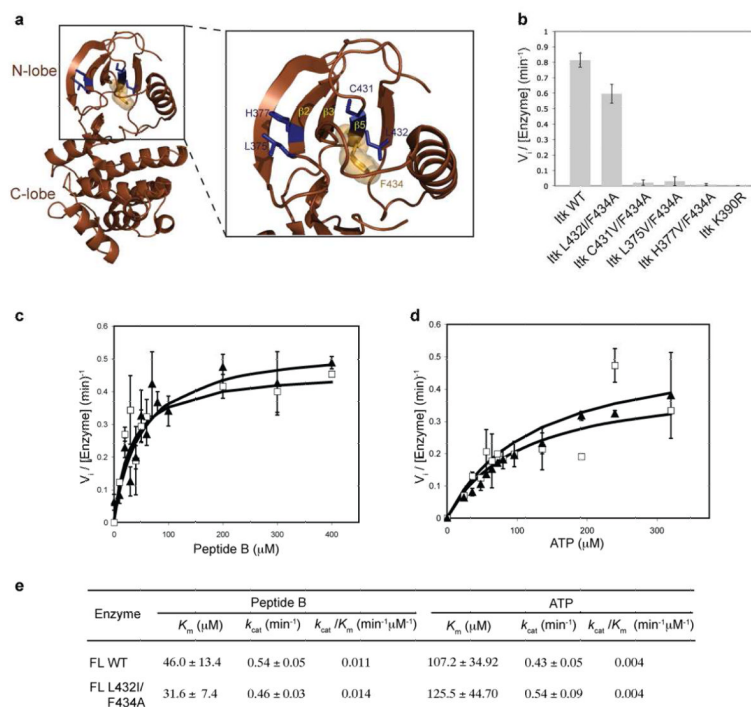 a
N-lobe
C-lobe
C431
H377
β2
β3
β5
L432
L375
F434
b
Vi / [Enzyme] (min-1)
1
0.9
0.8
0.7
0.6
0.5
0.4
0.3
0.2
0.1
0
Itk WT
Itk L432I/F434A
Itk C431V/F434A
Itk L375V/F434A
Itk H377V/F434A
Itk K390R
c
Vi / [Enzyme] (min)-1
0.6
0.5
0.4
0.3
0.2
0.1
0
0 100 200 300 400
Peptide B (μM)
d
Vi / [Enzyme] (min)-1
0.6
0.5
0.4
0.3
0.2
0.1
0
0 100 200 300
ATP (μM)
e
Enzyme Peptide B ATP
Km (μM) kcat (min-1) kcat /Km (min-1μM-1) Km (μM) kcat (min-1) kcat /Km (min-1μM-1)
FL WT 46.0 ± 13.4 0.54 ± 0.05 0.011 107.2 ± 34.92 0.43 ± 0.05 0.004
FL L432I/ 31.6 ± 7.4 0.46 ± 0.03 0.014 125.5 ± 44.70 0.54 ± 0.09 0.004
F434A